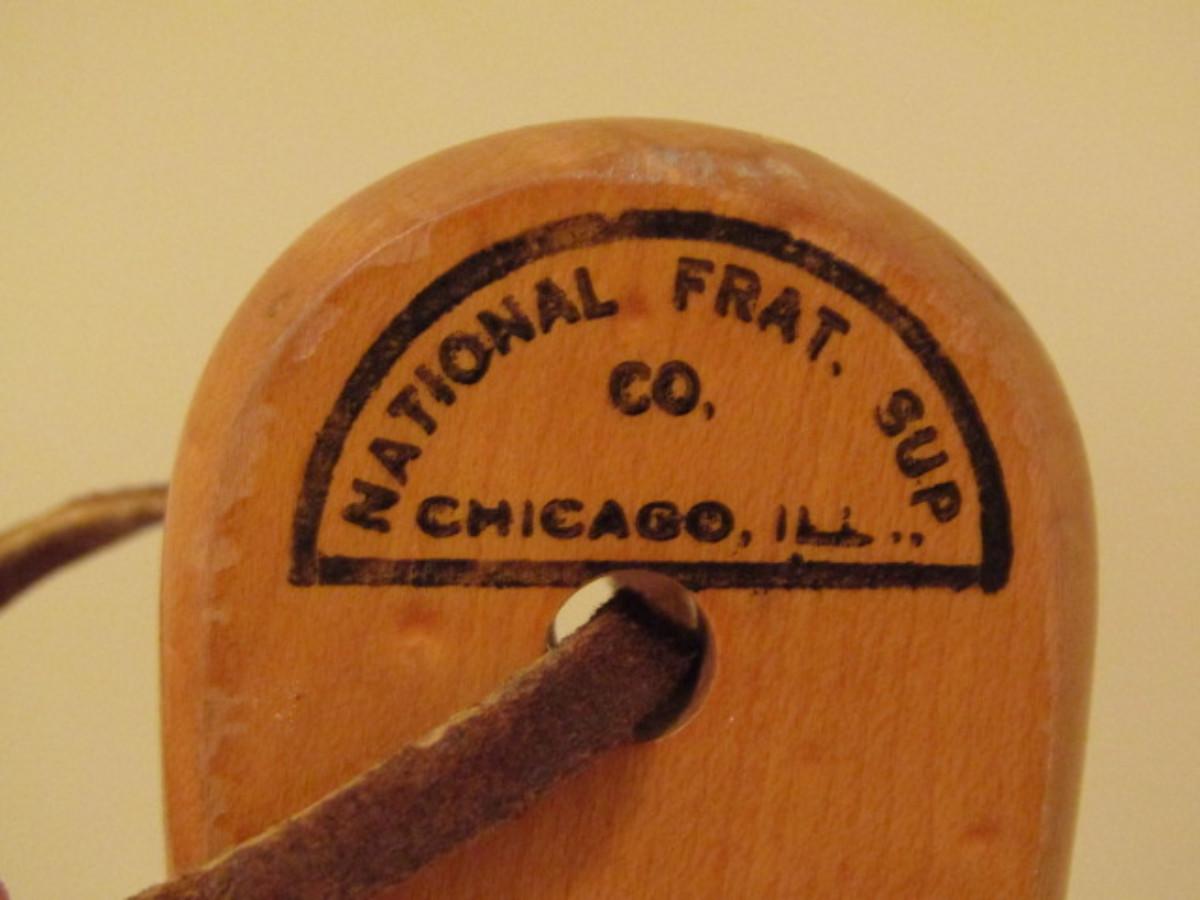 NATIONAL FRAT. SUP
CO,
CHICAGO, ILL.,